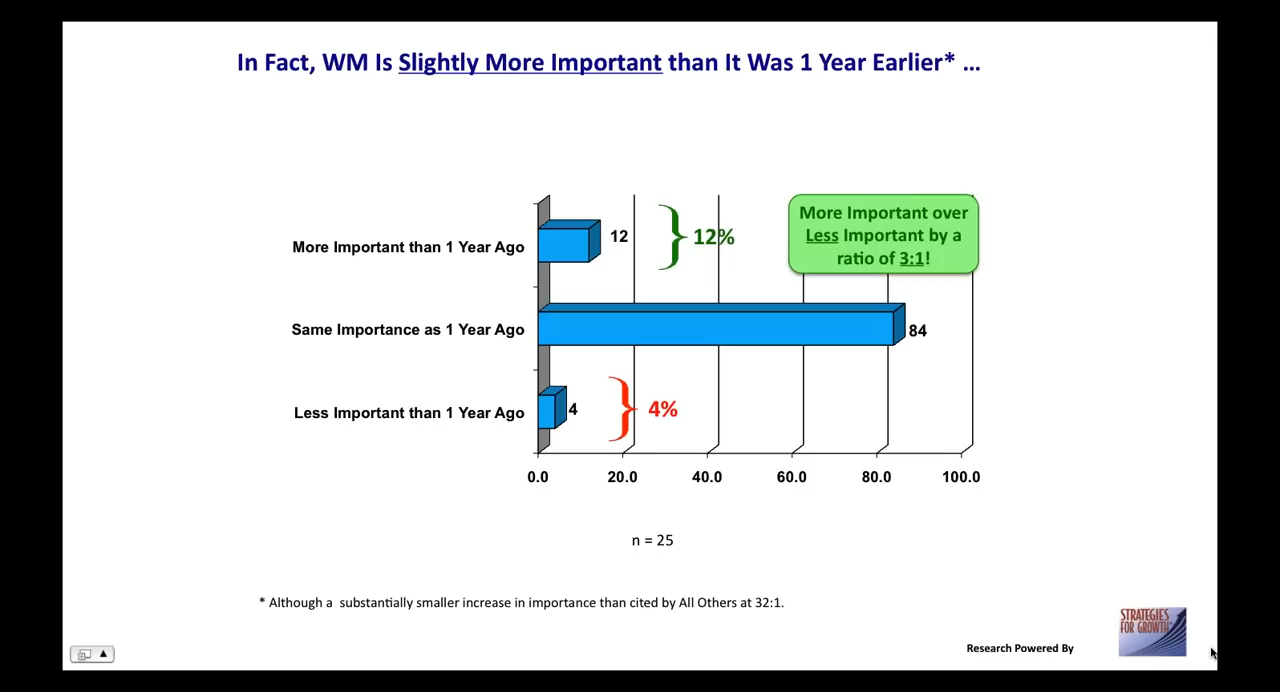 In Fact, WM Is Slightly More Important than It Was 1 Year Earlier* …
More Important over
Less Important by a
ratio of 3:1!
More Important than 1 Year Ago
12
12%
Same Importance as 1 Year Ago
84
Less Important than 1 Year Ago
4
4%
0.0 20.0 40.0 60.0 80.0 100.0
n = 25
* Although a  substantially smaller increase in importance than cited by All Others at 32:1.
Research Powered By
STRATEGIES
FOR GROWTH